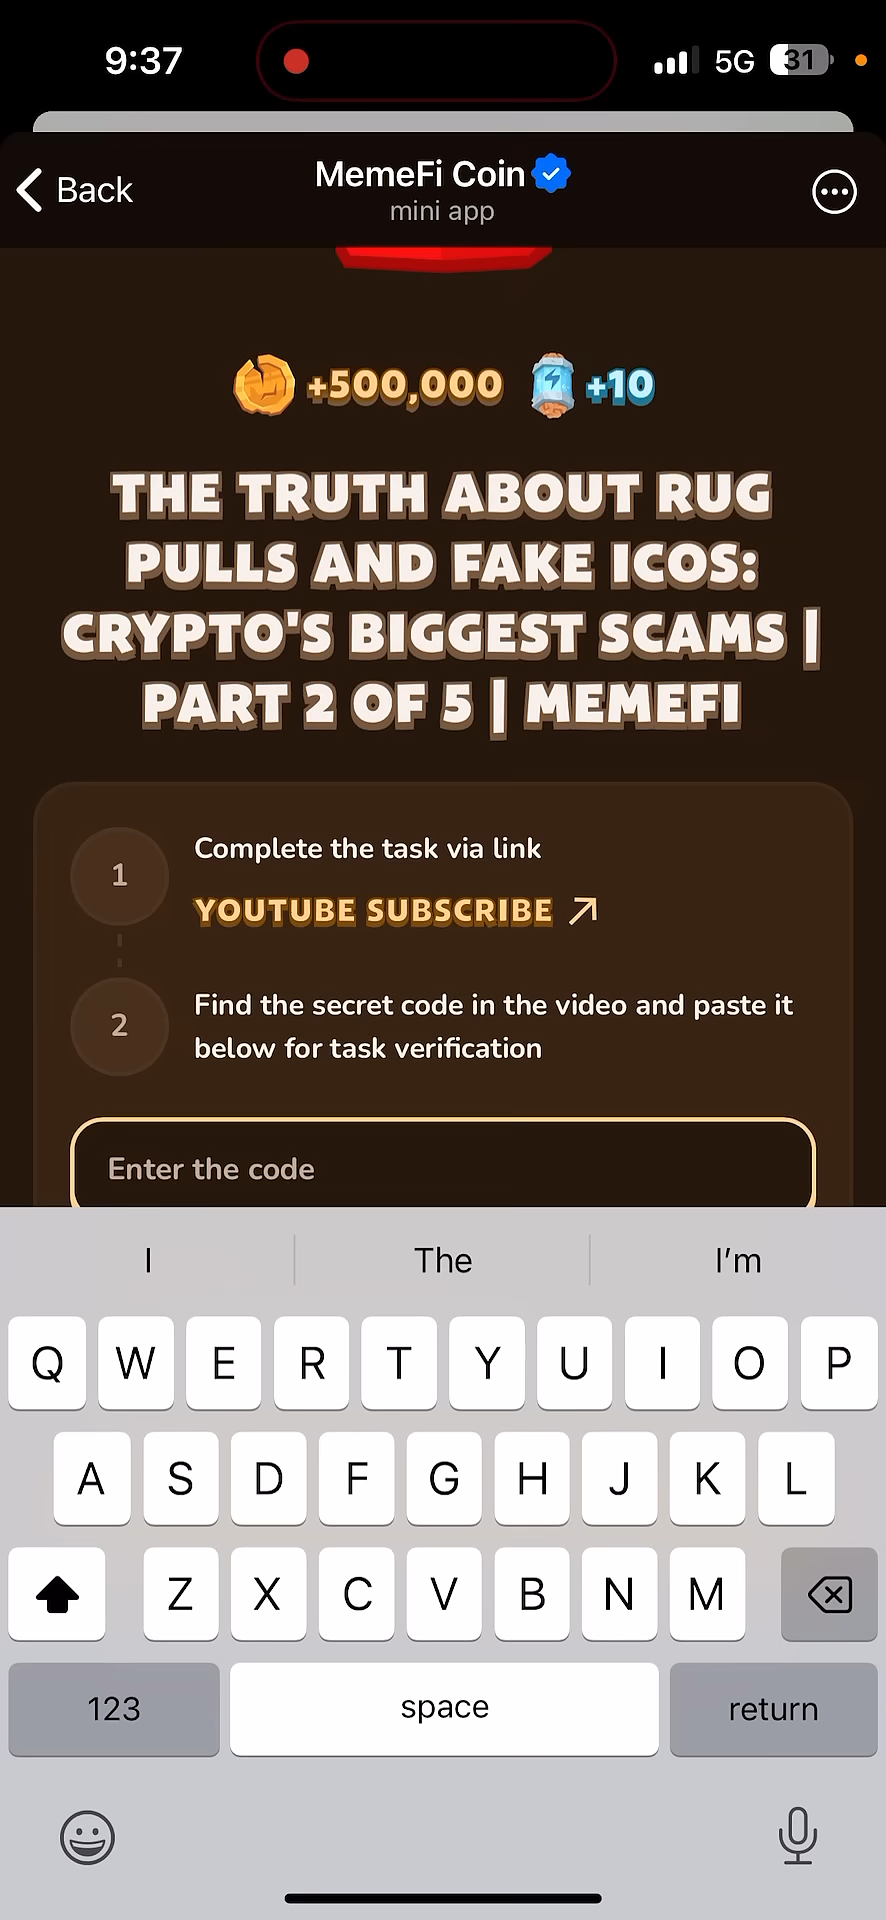 9:37
5G
31
Back
MemeFi Coin
mini app
+500,000
+10
THE TRUTH ABOUT RUG
PULLS AND FAKE ICOS:
CRYPTO'S BIGGEST SCAMS |
PART 2 OF 5 | MEMEFI
1
Complete the task via link
YOUTUBE SUBSCRIBE
2
Find the secret code in the video and paste it
below for task verification
Enter the code
I The I'm
Q W E R T Y U I O P
A S D F G H J K L
Z X C V B N M
123 space return